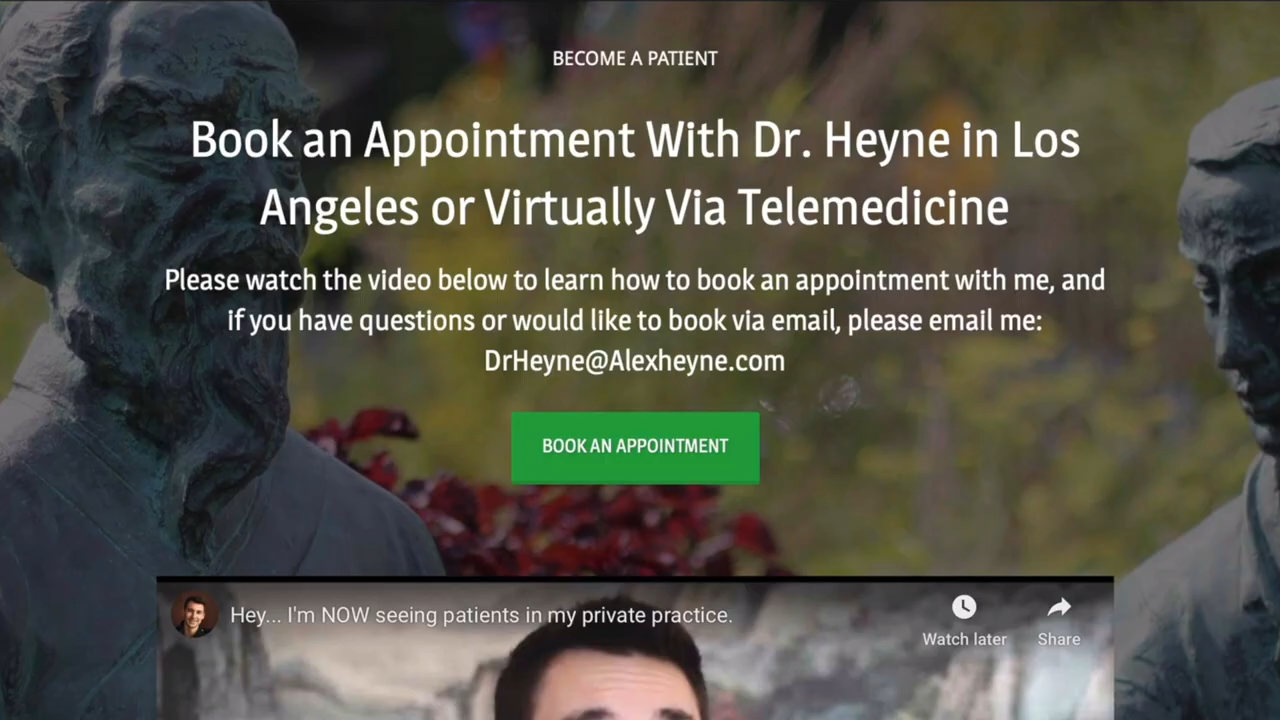 BECOME A PATIENT
Book an Appointment With Dr. Heyne in Los
Angeles or Virtually Via Telemedicine
Please watch the video below to learn how to book an appointment with me, and
if you have questions or would like to book via email, please email me:
DrHeyne@Alexheyne.com
BOOK AN APPOINTMENT
Hey... I'm NOW seeing patients in my private practice.
Watch later
Share